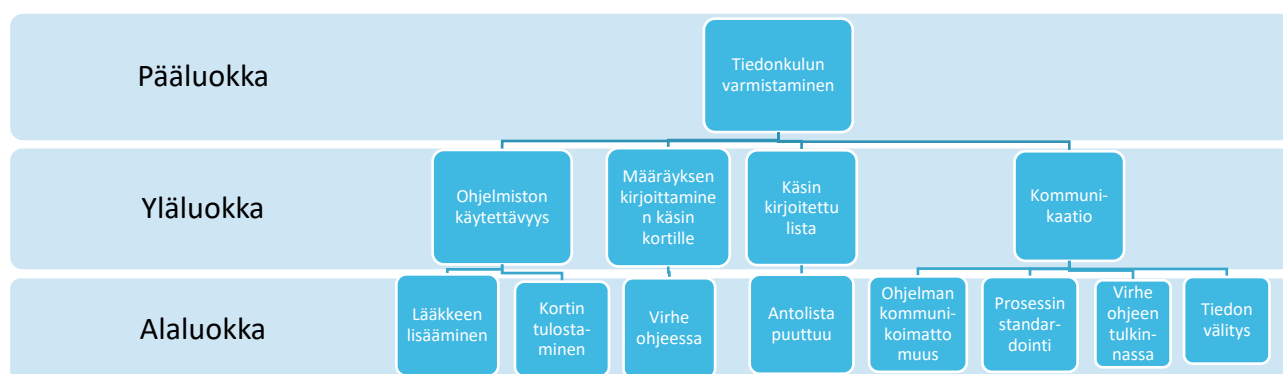 Pääluokka
Tiedonkulun
varmistaminen
Yläluokka
Ohjelmiston
käytettävyys
Määräyksen
kirjoittamine
n käsin
kortille
Käsin
kirjoitettu
lista
Kommuni-
kaatio
Alaluokka
Lääkkeen
lisääminen
Kortin
tulosta-
minen
Virhe
ohjeessa
Antolista
puuttuu
Ohjelman
kommuni-
koimatto
muus
Prosessin
standar-
dointi
Virhe
ohjeen
tulkin-
nassa
Tiedon
välitys